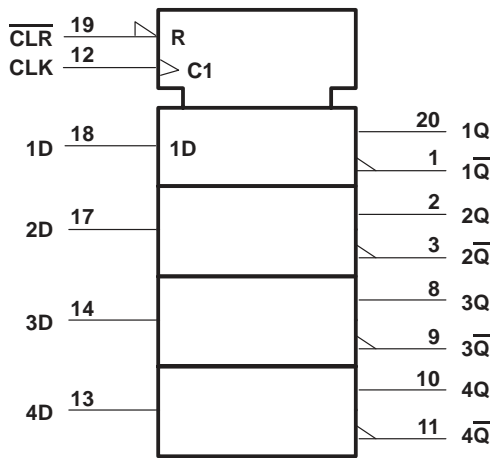 C̅L̅R̅ 19 R
CLK 12 C1
1D 18 1D 20 1Q
1 1Q̅
2D 17 2 2Q
3 2Q̅
8 3Q
3D 14 9 3Q̅
10 4Q
4D 13 11 4Q̅